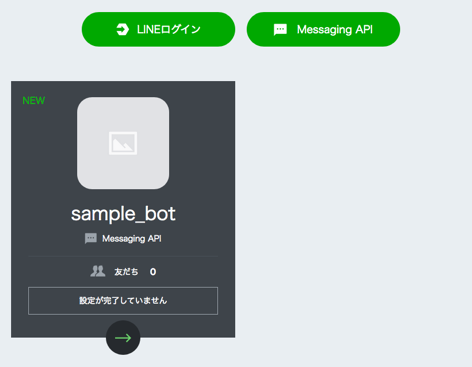 LINEログイン
Messaging API
NEW
sample_bot
Messaging API
友だち 0
設定が完了していません